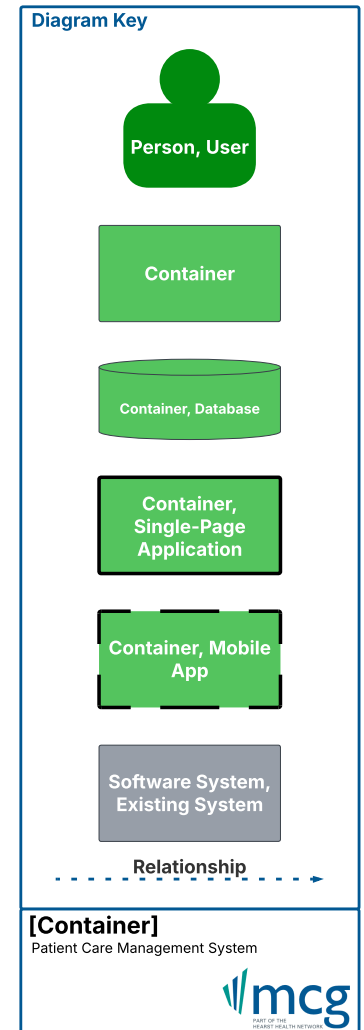 Diagram Key
Person, User
Container
Container, Database
Container,
Single-Page
Application
Container, Mobile
App
Software System,
Existing System
Relationship
[Container]
Patient Care Management System
mcg
PART OF THE
HEARST HEALTH NETWORK